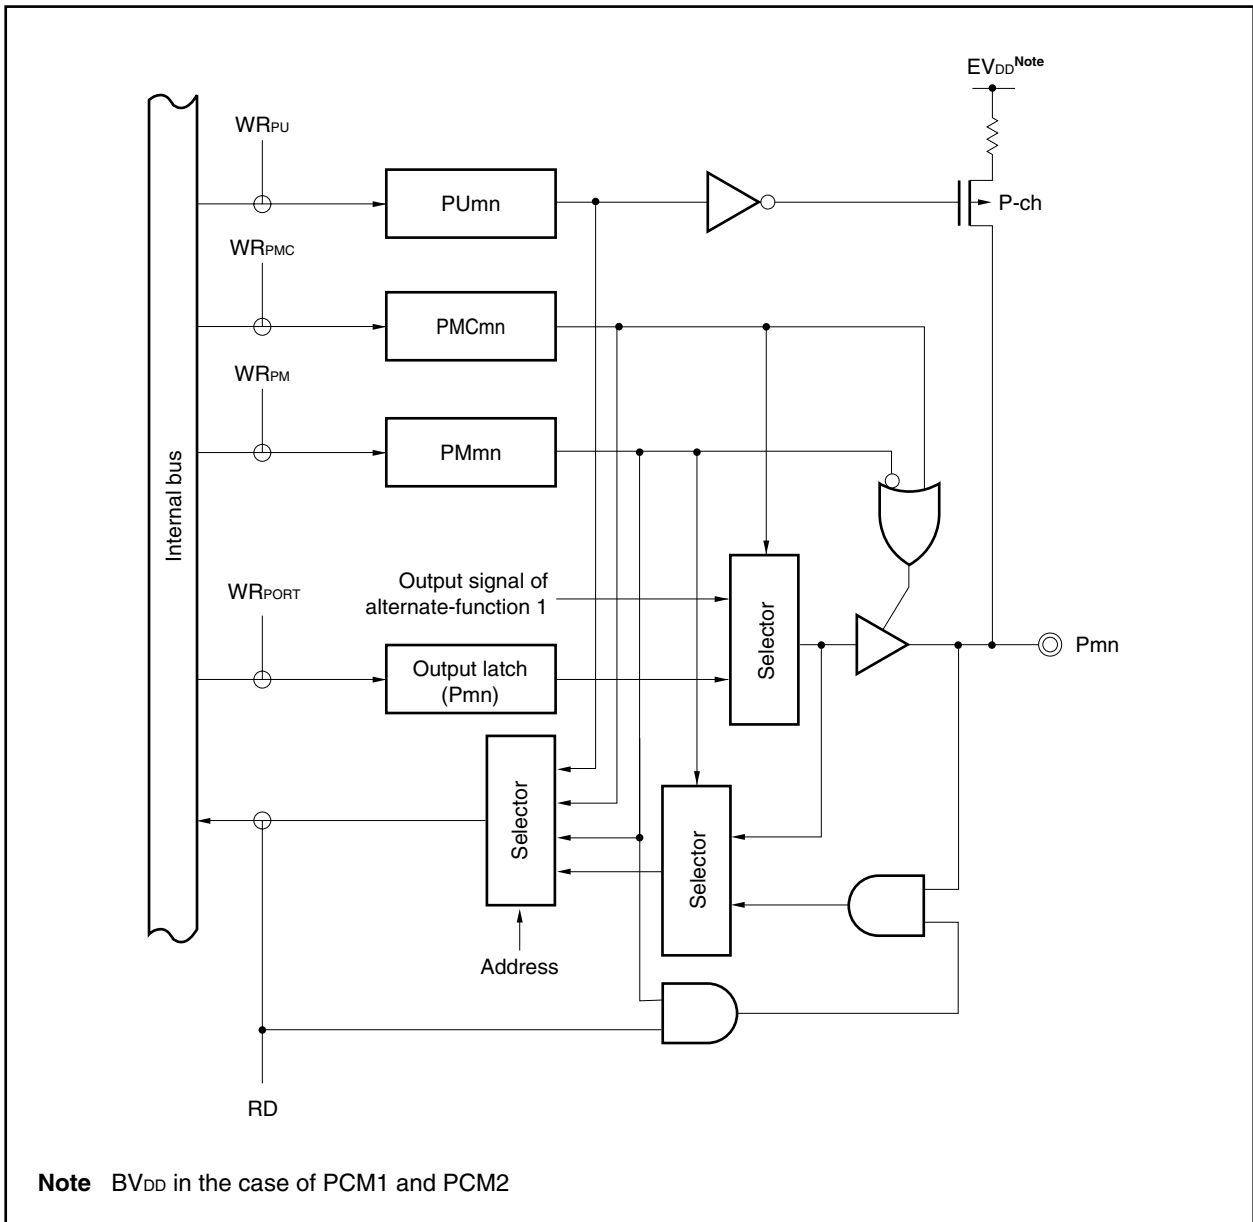 EVDDNote
WRPU
PUmn
P-ch
WRPMC
PMCmn
WRPM
PMmn
Internal bus
Output signal of
alternate-function 1
WRPORT
Output latch
(Pmn)
Selector
Pmn
Selector
Selector
Address
RD
Note BVDD in the case of PCM1 and PCM2